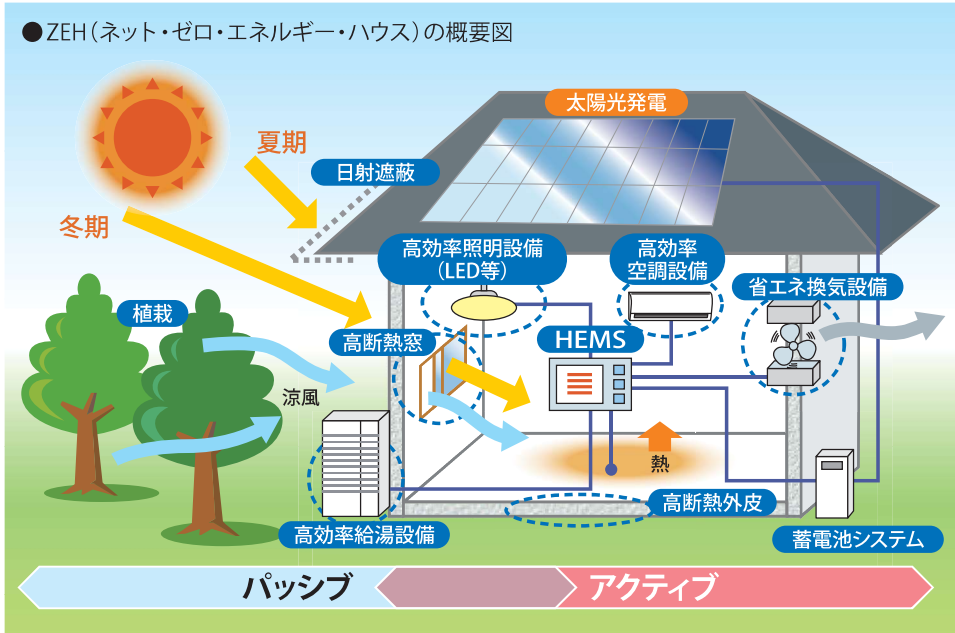 ●ZEH(ネット・ゼロ・エネルギー・ハウス)の概要図
太陽光発電
夏期
日射遮蔽
冬期
高効率照明設備
(LED等)
高効率
空調設備
省エネ換気設備
植栽
高断熱窓
HEMS
涼風
熱
高断熱外皮
高効率給湯設備
蓄電池システム
パッシブ
アクティブ